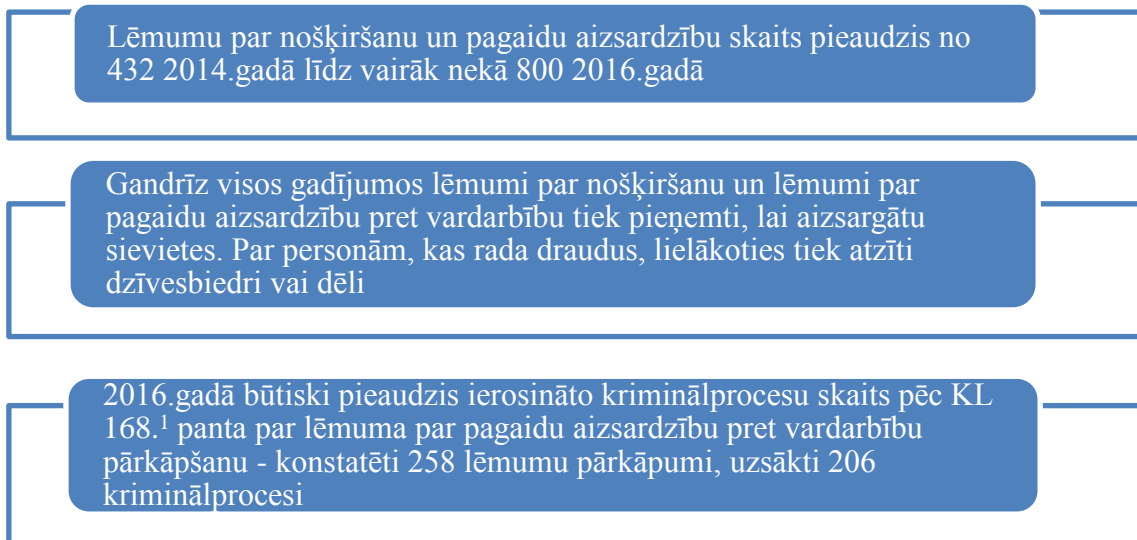 Lēmumu par nošķiršanu un pagaidu aizsardzību skaits pieaudzis no
432 2014.gadā līdz vairāk nekā 800 2016.gadā
Gandrīz visos gadījumos lēmumi par nošķiršanu un lēmumi par
pagaidu aizsardzību pret vardarbību tiek pieņemti, lai aizsargātu
sievietes. Par personām, kas rada draudus, lielākoties tiek atzīti
dzīvesbiedri vai dēli
2016.gadā būtiski pieaudzis ierosināto kriminālprocesu skaits pēc KL
168.¹ panta par lēmuma par pagaidu aizsardzību pret vardarbību
pārkāpšanu - konstatēti 258 lēmumu pārkāpumi, uzsākti 206
kriminālprocesi